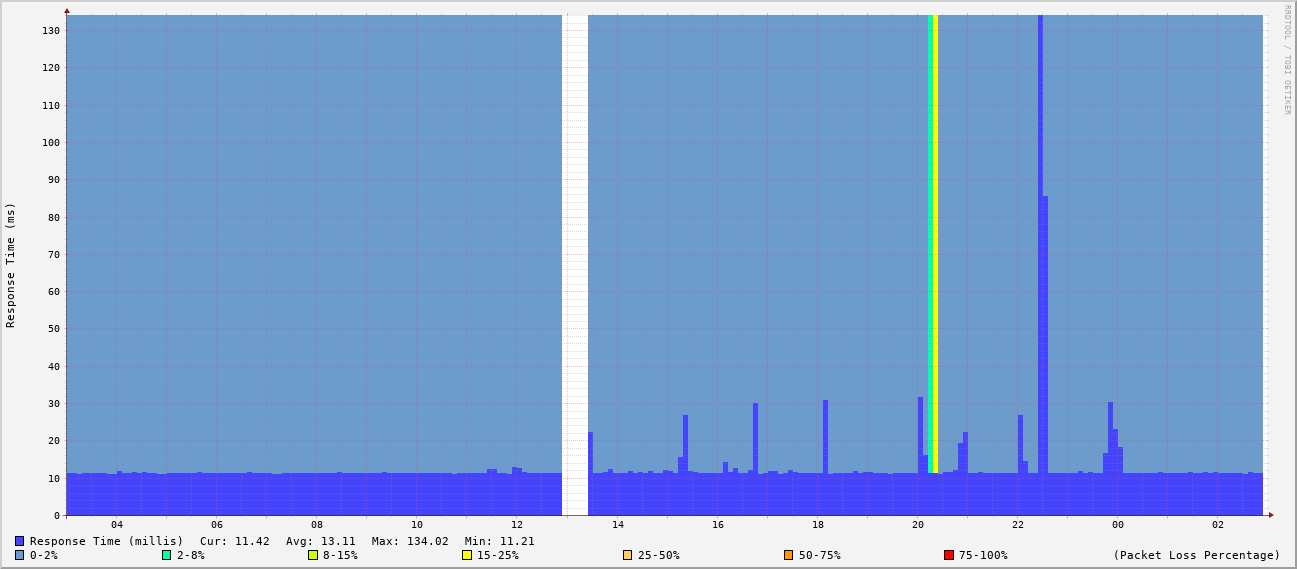 RRDTOOL / TOBI OETIKER
Response Time (ms)
130
120
110
100
90
80
70
60
50
40
30
20
10
0
04 06 08 10 12 14 16 18 20 22 00 02
Response Time (millis) Cur: 11.42 Avg: 13.11 Max: 134.02 Min: 11.21
0-2% 2-8% 8-15% 15-25% 25-50% 50-75% 75-100% (Packet Loss Percentage)